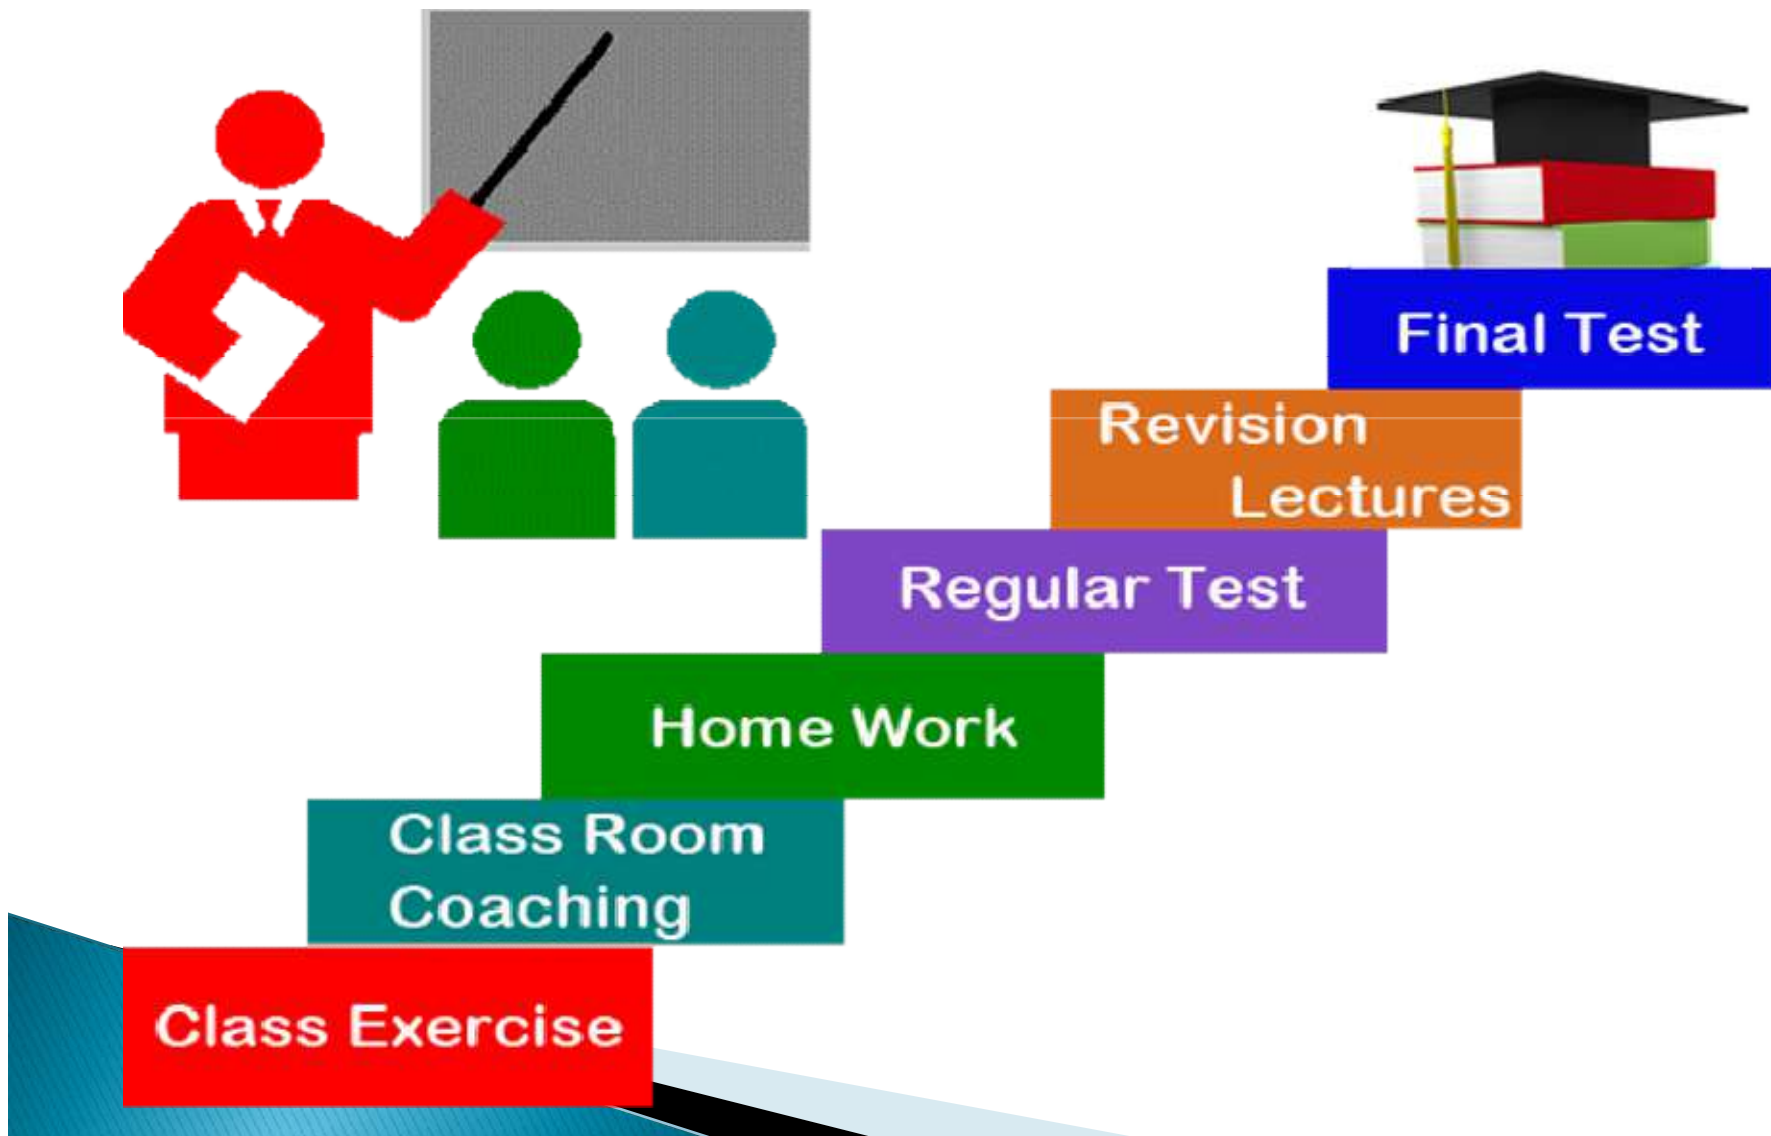 Final Test
Revision
Lectures
Regular Test
Home Work
Class Room
Coaching
Class Exercise